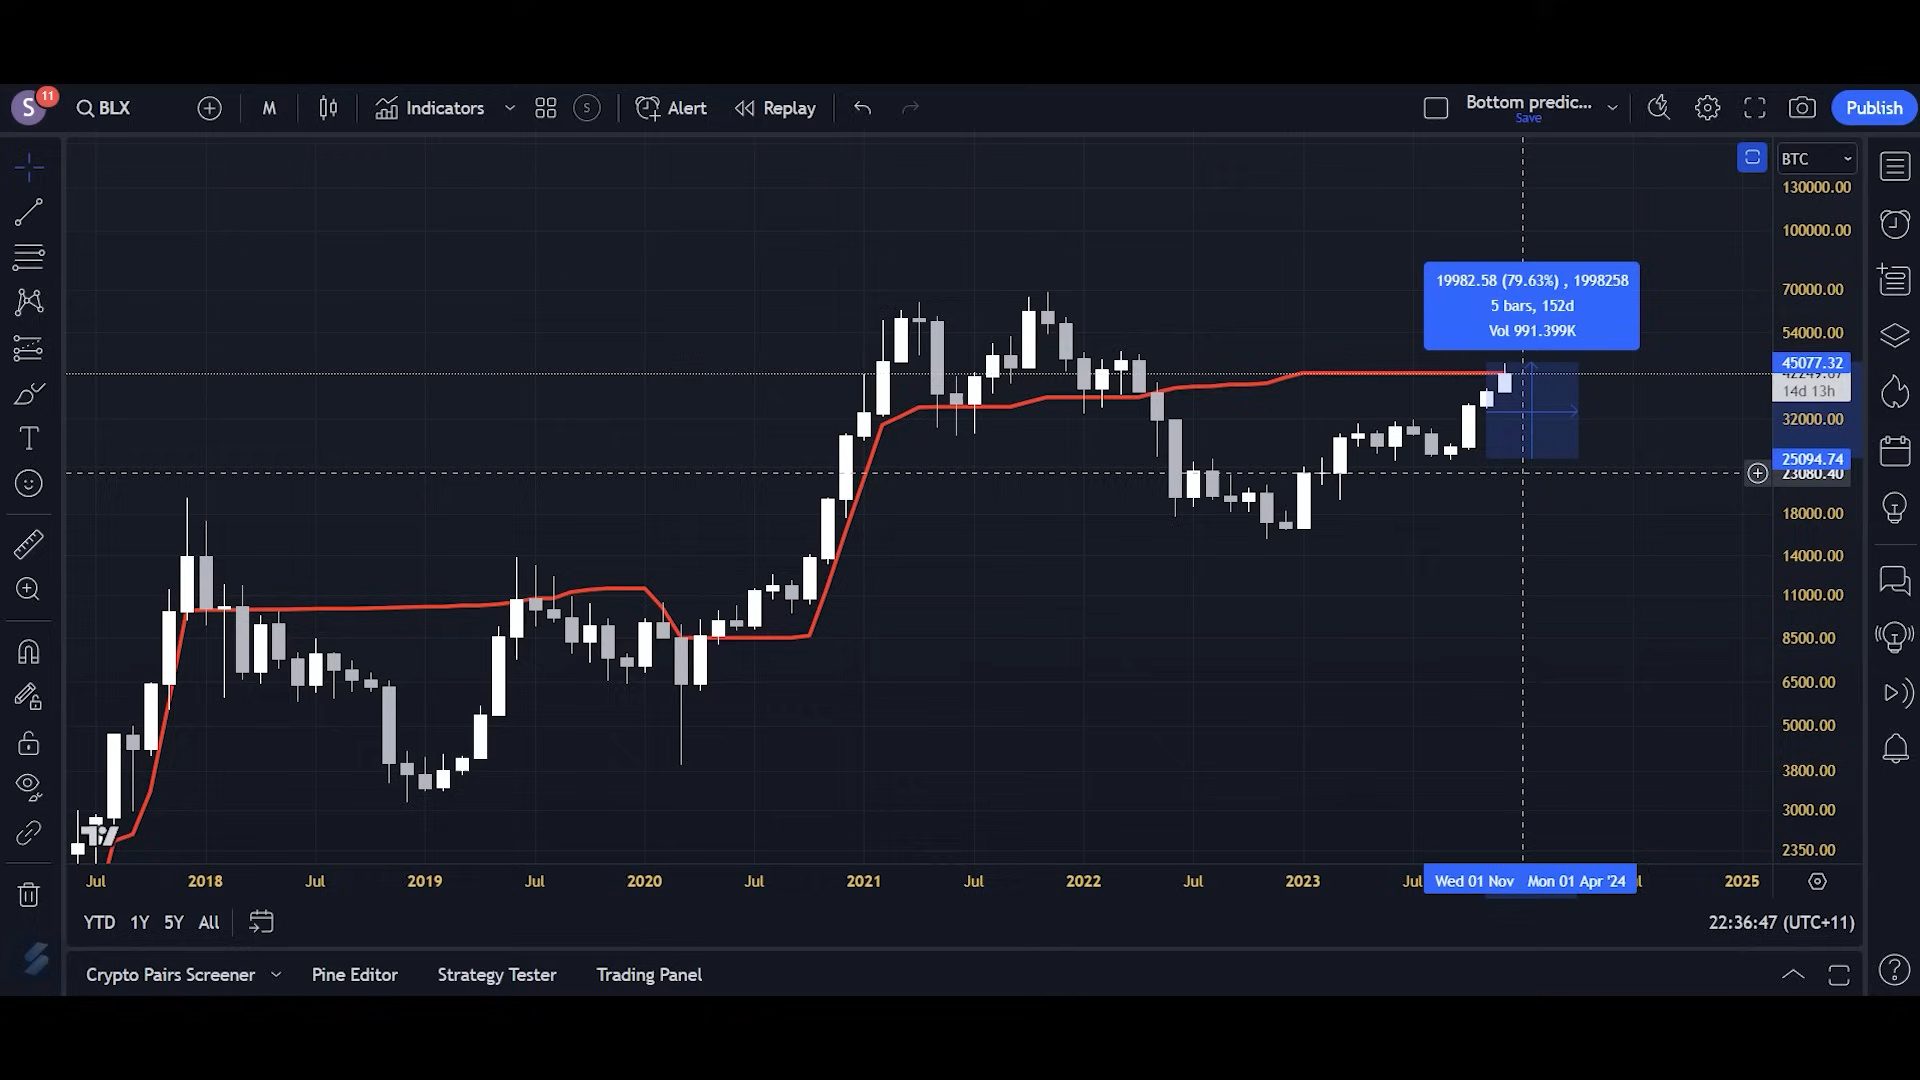 S 11 BLX M Indicators S Alert Replay Bottom predic... Publish
Save
BTC
130000.00
100000.00
70000.00
54000.00
45077.32
14d 13h
32000.00
25094.74
23080.40
18000.00
14000.00
11000.00
8500.00
6500.00
5000.00
3800.00
3000.00
2350.00
19982.58 (79.63%) , 1998258
5 bars, 152d
Vol 991.399K
Jul 2018 Jul 2019 Jul 2020 Jul 2021 Jul 2022 Jul 2023 Wed 01 Nov Mon 01 Apr '24 2025
YTD 1Y 5Y All 22:36:47 (UTC+11)
Crypto Pairs Screener Pine Editor Strategy Tester Trading Panel